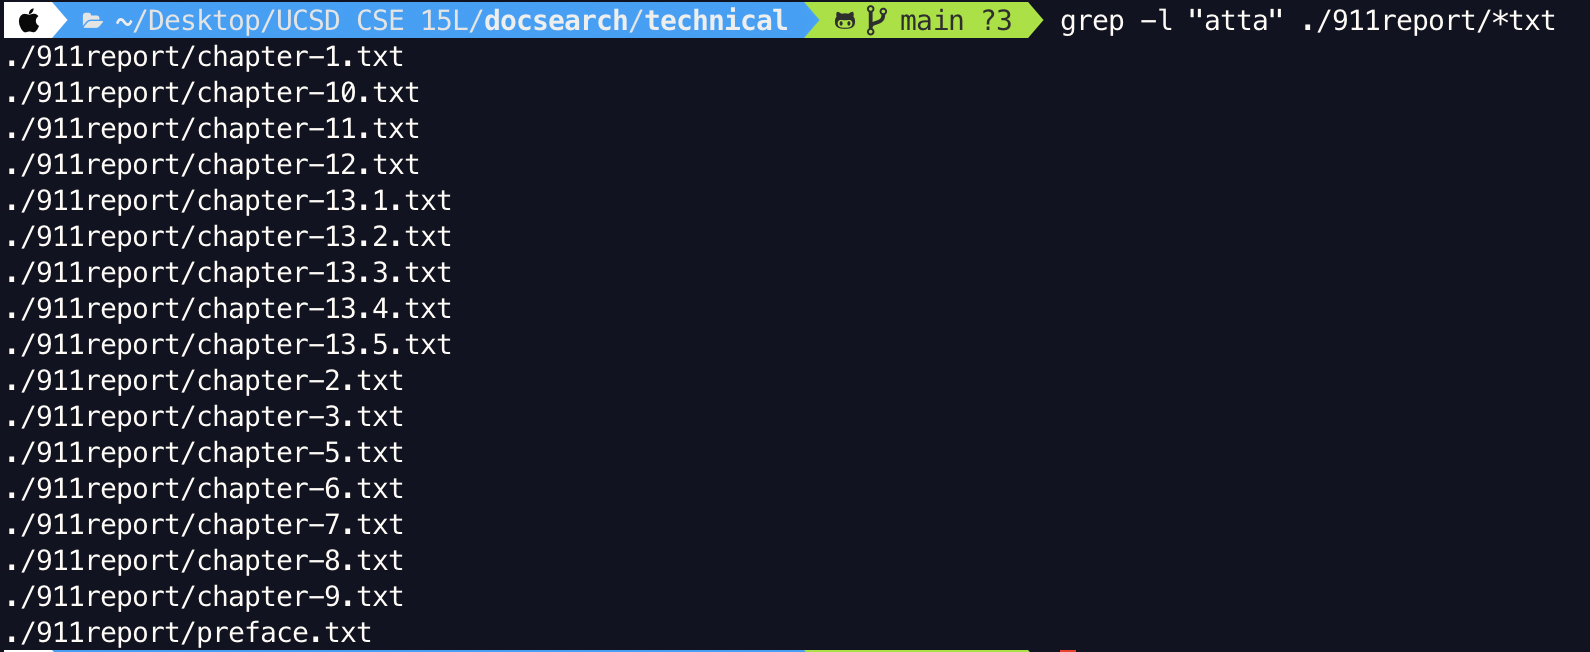 ~/Desktop/UCSD CSE 15L/docsearch/technical main ?3 grep -l "atta" ./911report/*txt
./911report/chapter-1.txt
./911report/chapter-10.txt
./911report/chapter-11.txt
./911report/chapter-12.txt
./911report/chapter-13.1.txt
./911report/chapter-13.2.txt
./911report/chapter-13.3.txt
./911report/chapter-13.4.txt
./911report/chapter-13.5.txt
./911report/chapter-2.txt
./911report/chapter-3.txt
./911report/chapter-5.txt
./911report/chapter-6.txt
./911report/chapter-7.txt
./911report/chapter-8.txt
./911report/chapter-9.txt
./911report/preface.txt